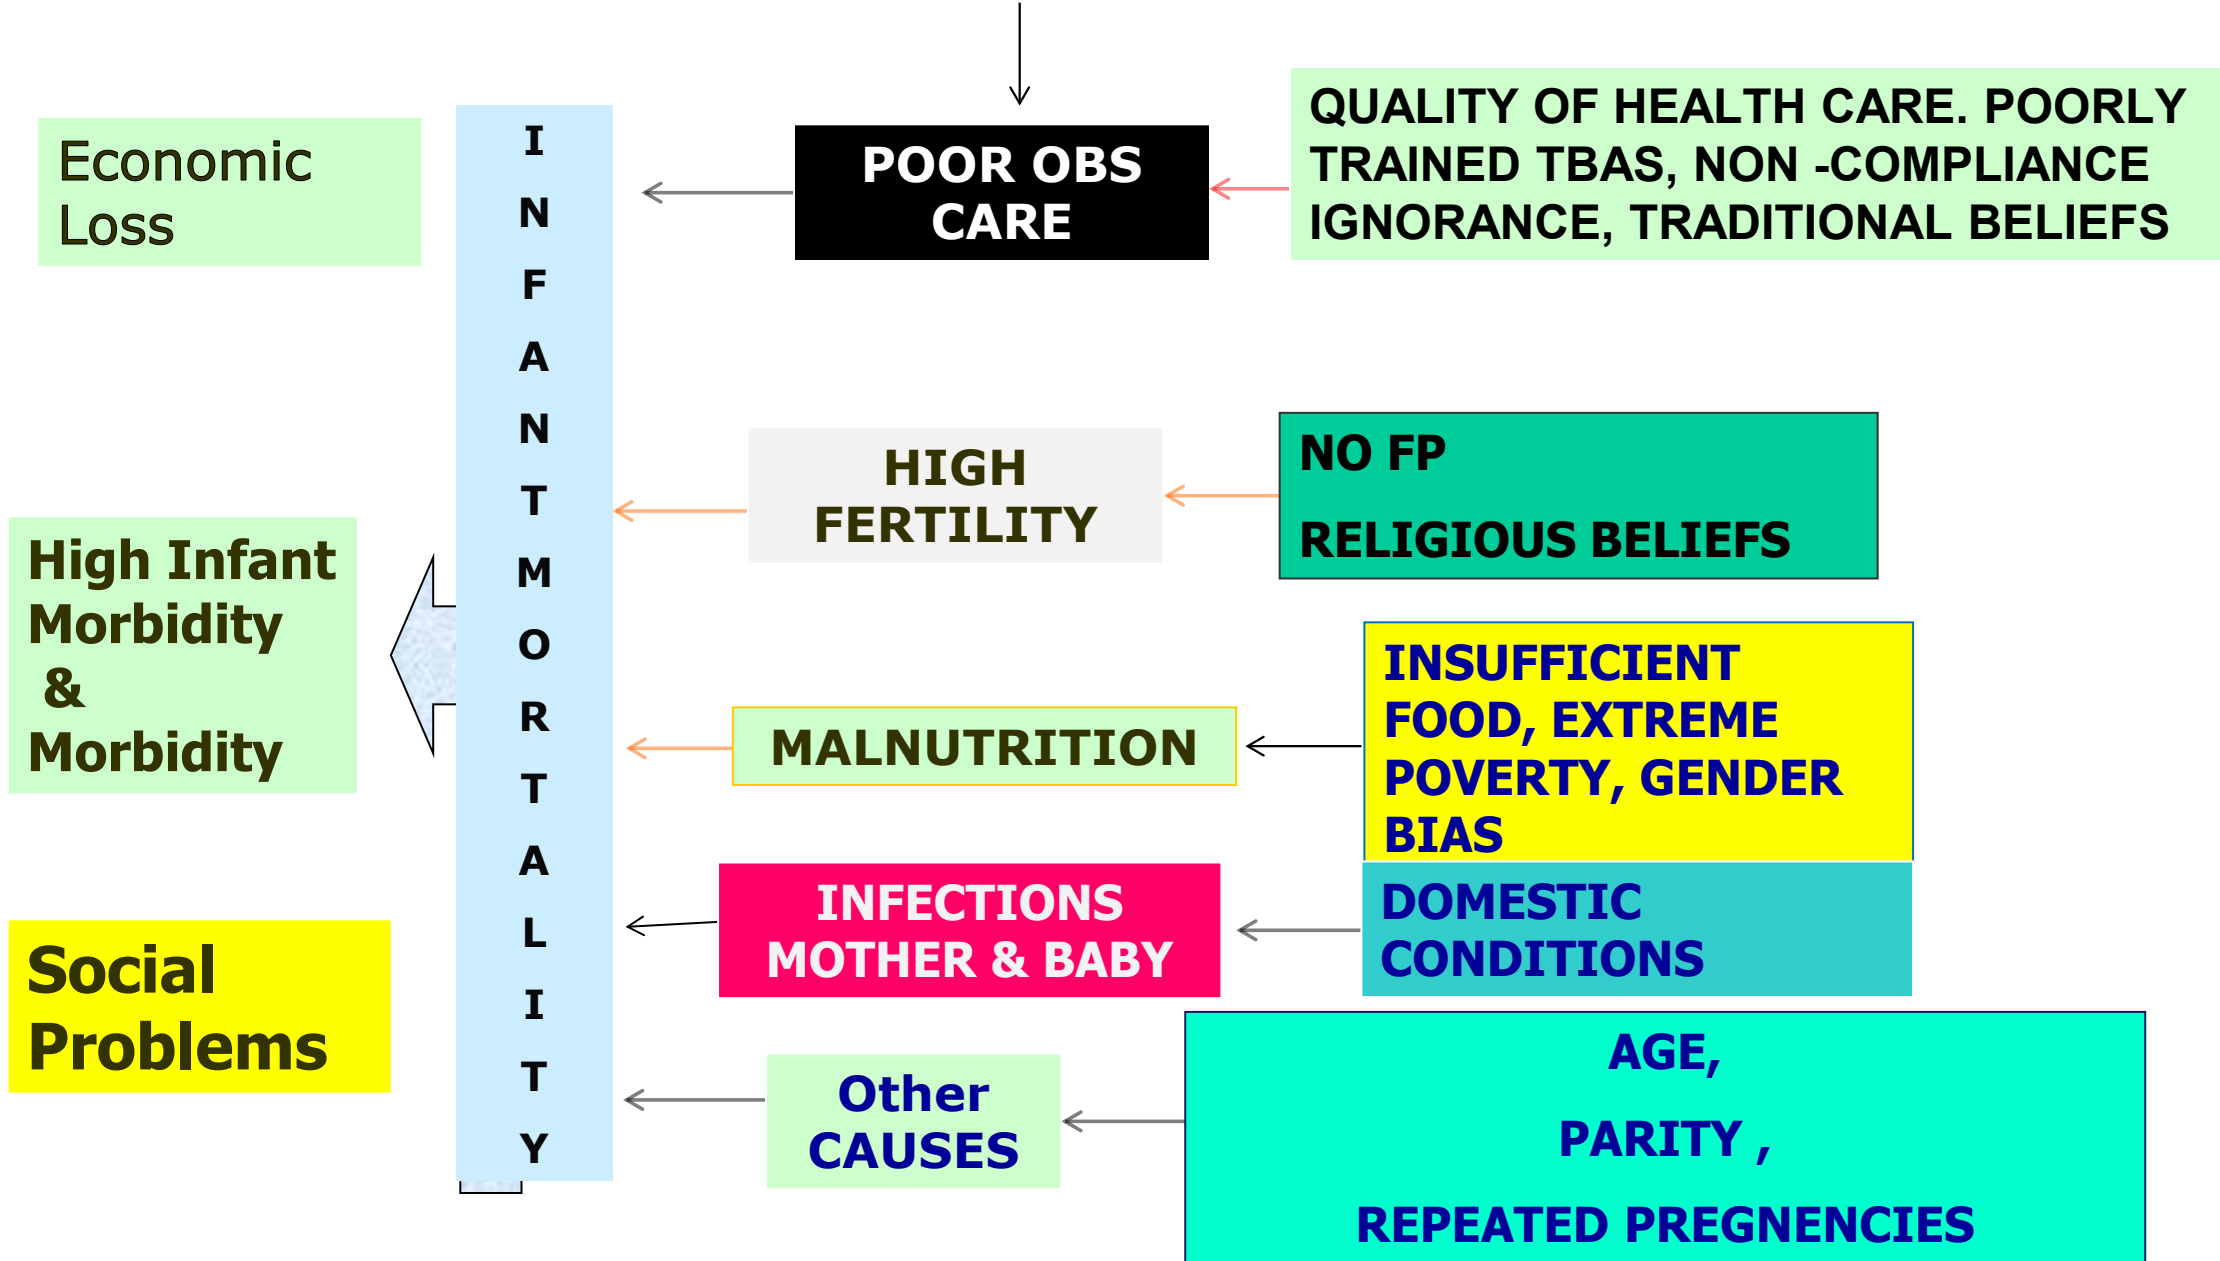 Economic
Loss
High Infant
Morbidity
&
Morbidity
Social
Problems
I
N
F
A
N
T
M
O
R
T
A
L
I
T
Y
POOR OBS
CARE
QUALITY OF HEALTH CARE. POORLY
TRAINED TBAS, NON -COMPLIANCE
IGNORANCE, TRADITIONAL BELIEFS
HIGH
FERTILITY
NO FP
RELIGIOUS BELIEFS
MALNUTRITION
INSUFFICIENT
FOOD, EXTREME
POVERTY, GENDER
BIAS
INFECTIONS
MOTHER & BABY
DOMESTIC
CONDITIONS
Other
CAUSES
AGE,
PARITY ,
REPEATED PREGNENCIES